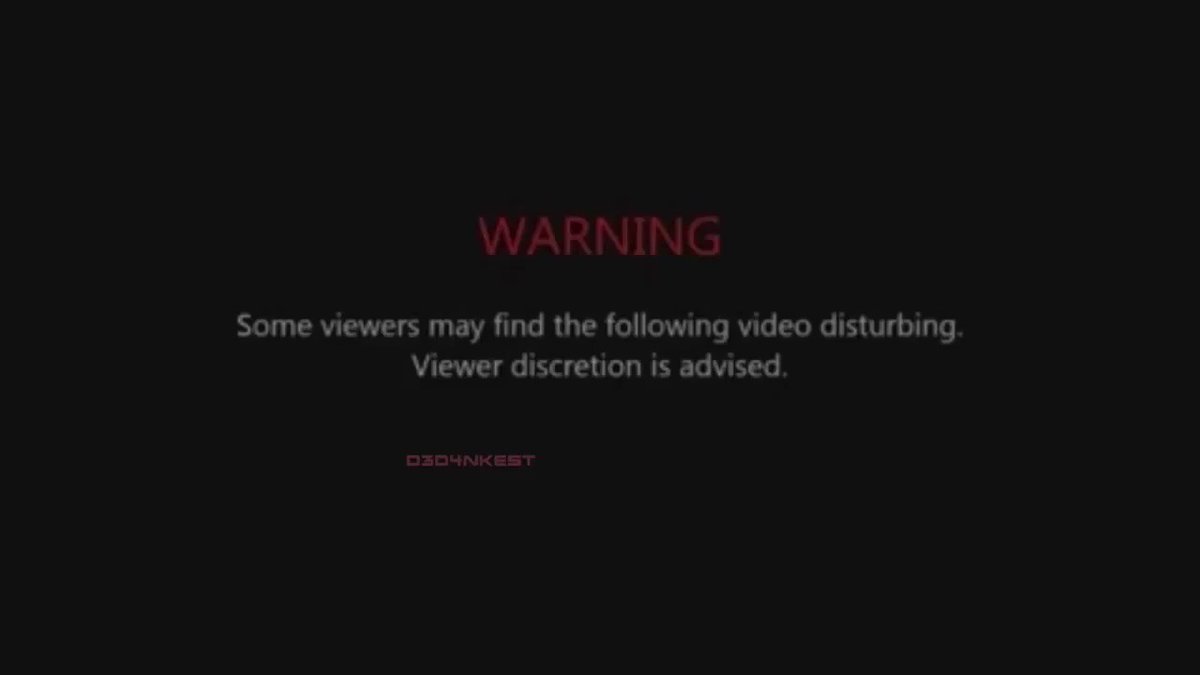 WARNING
Some viewers may find the following video disturbing.
Viewer discretion is advised.
D3D4NKEST